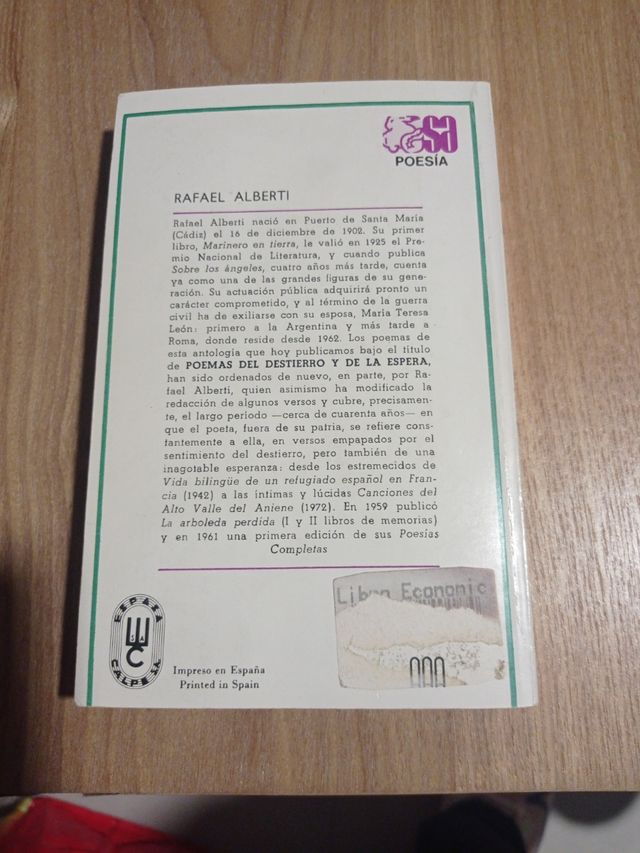 sa
POESÍA
RAFAEL ALBERTI
Rafael Alberti nació en Puerto de Santa María
(Cádiz) el 16 de diciembre de 1902. Su primer
libro, Marinero en tierra, le valió en 1925 el Pre-
mio Nacional de Literatura, y cuando publica
Sobre los ángeles, cuatro años más tarde, cuenta
ya como una de las grandes figuras de su gene-
ración. Su actuación pública adquirirá pronto un
carácter comprometido, y al término de la guerra
civil ha de exiliarse con su esposa, María Teresa
León: primero a la Argentina y más tarde a
Roma, donde reside desde 1962. Los poemas de
esta antología que hoy publicamos bajo el título
de POEMAS DEL DESTIERRO Y DE LA ESPERA,
han sido ordenados de nuevo, en parte, por Ra-
fael Alberti, quien asimismo ha modificado la
redacción de algunos versos y cubre, precisamen-
te, el largo período —cerca de cuarenta años— en
que el poeta, fuera de su patria, se refiere cons-
tantemente a ella, en versos empapados por el
sentimiento del destierro, pero también de una
inagotable esperanza: desde los estremecidos de
Vida bilingüe de un refugiado español en Fran-
cia (1942) a las íntimas y lúcidas Canciones del
Alto Valle del Aniene (1972). En 1959 publicó
La arboleda perdida (I y II libros de memorias)
y en 1961 una primera edición de sus Poesías
Completas
ESPASA
CALPE S.A.
Impreso en España
Printed in Spain
Economic